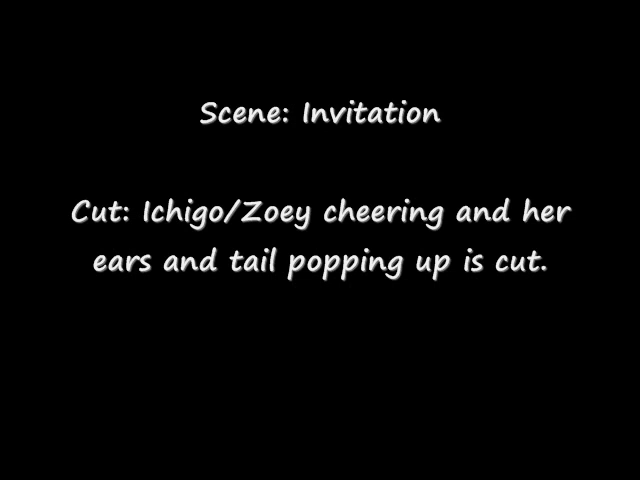 Scene: Invitation
Cut: Ichigo/Zoey cheering and her
ears and tail popping up is cut.